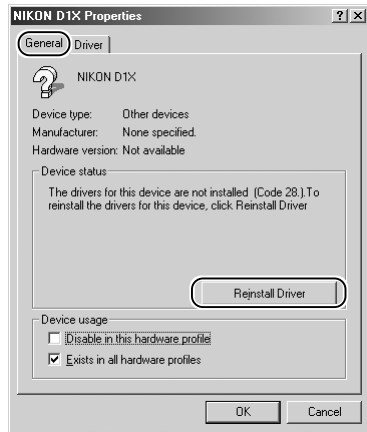 NIKON D1X Properties
General
Driver
NIKON D1X
Device type: Other devices
Manufacturer: None specified.
Hardware version: Not available
Device status
The drivers for this device are not installed (Code 28.).To
reinstall the drivers for this device, click Reinstall Driver
Reinstall Driver
Device usage
Disable in this hardware profile
Exists in all hardware profiles
OK
Cancel